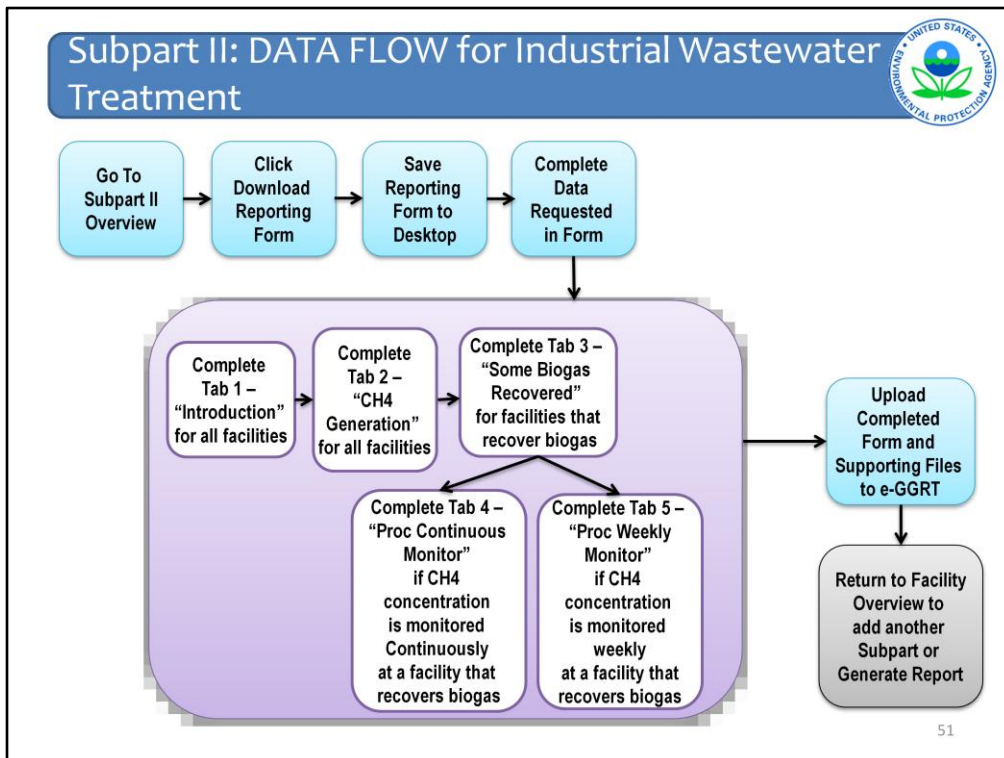 Subpart II: DATA FLOW for Industrial Wastewater
Treatment
UNITED STATES
ENVIRONMENTAL PROTECTION AGENCY
Go To
Subpart II
Overview
Click
Download
Reporting
Form
Save
Reporting
Form to
Desktop
Complete
Data
Requested
in Form
Complete
Tab 1 –
“Introduction”
for all facilities
Complete
Tab 2 –
“CH4
Generation”
for all facilities
Complete Tab 3 –
“Some Biogas
Recovered”
for facilities that
recover biogas
Complete Tab 4 –
“Proc Continuous
Monitor”
if CH4
concentration
is monitored
Continuously
at a facility that
recovers biogas
Complete Tab 5 –
“Proc Weekly
Monitor”
if CH4
concentration
is monitored
weekly
at a facility that
recovers biogas
Upload
Completed
Form and
Supporting Files
to e-GGRT
Return to Facility
Overview to
add another
Subpart or
Generate Report
51